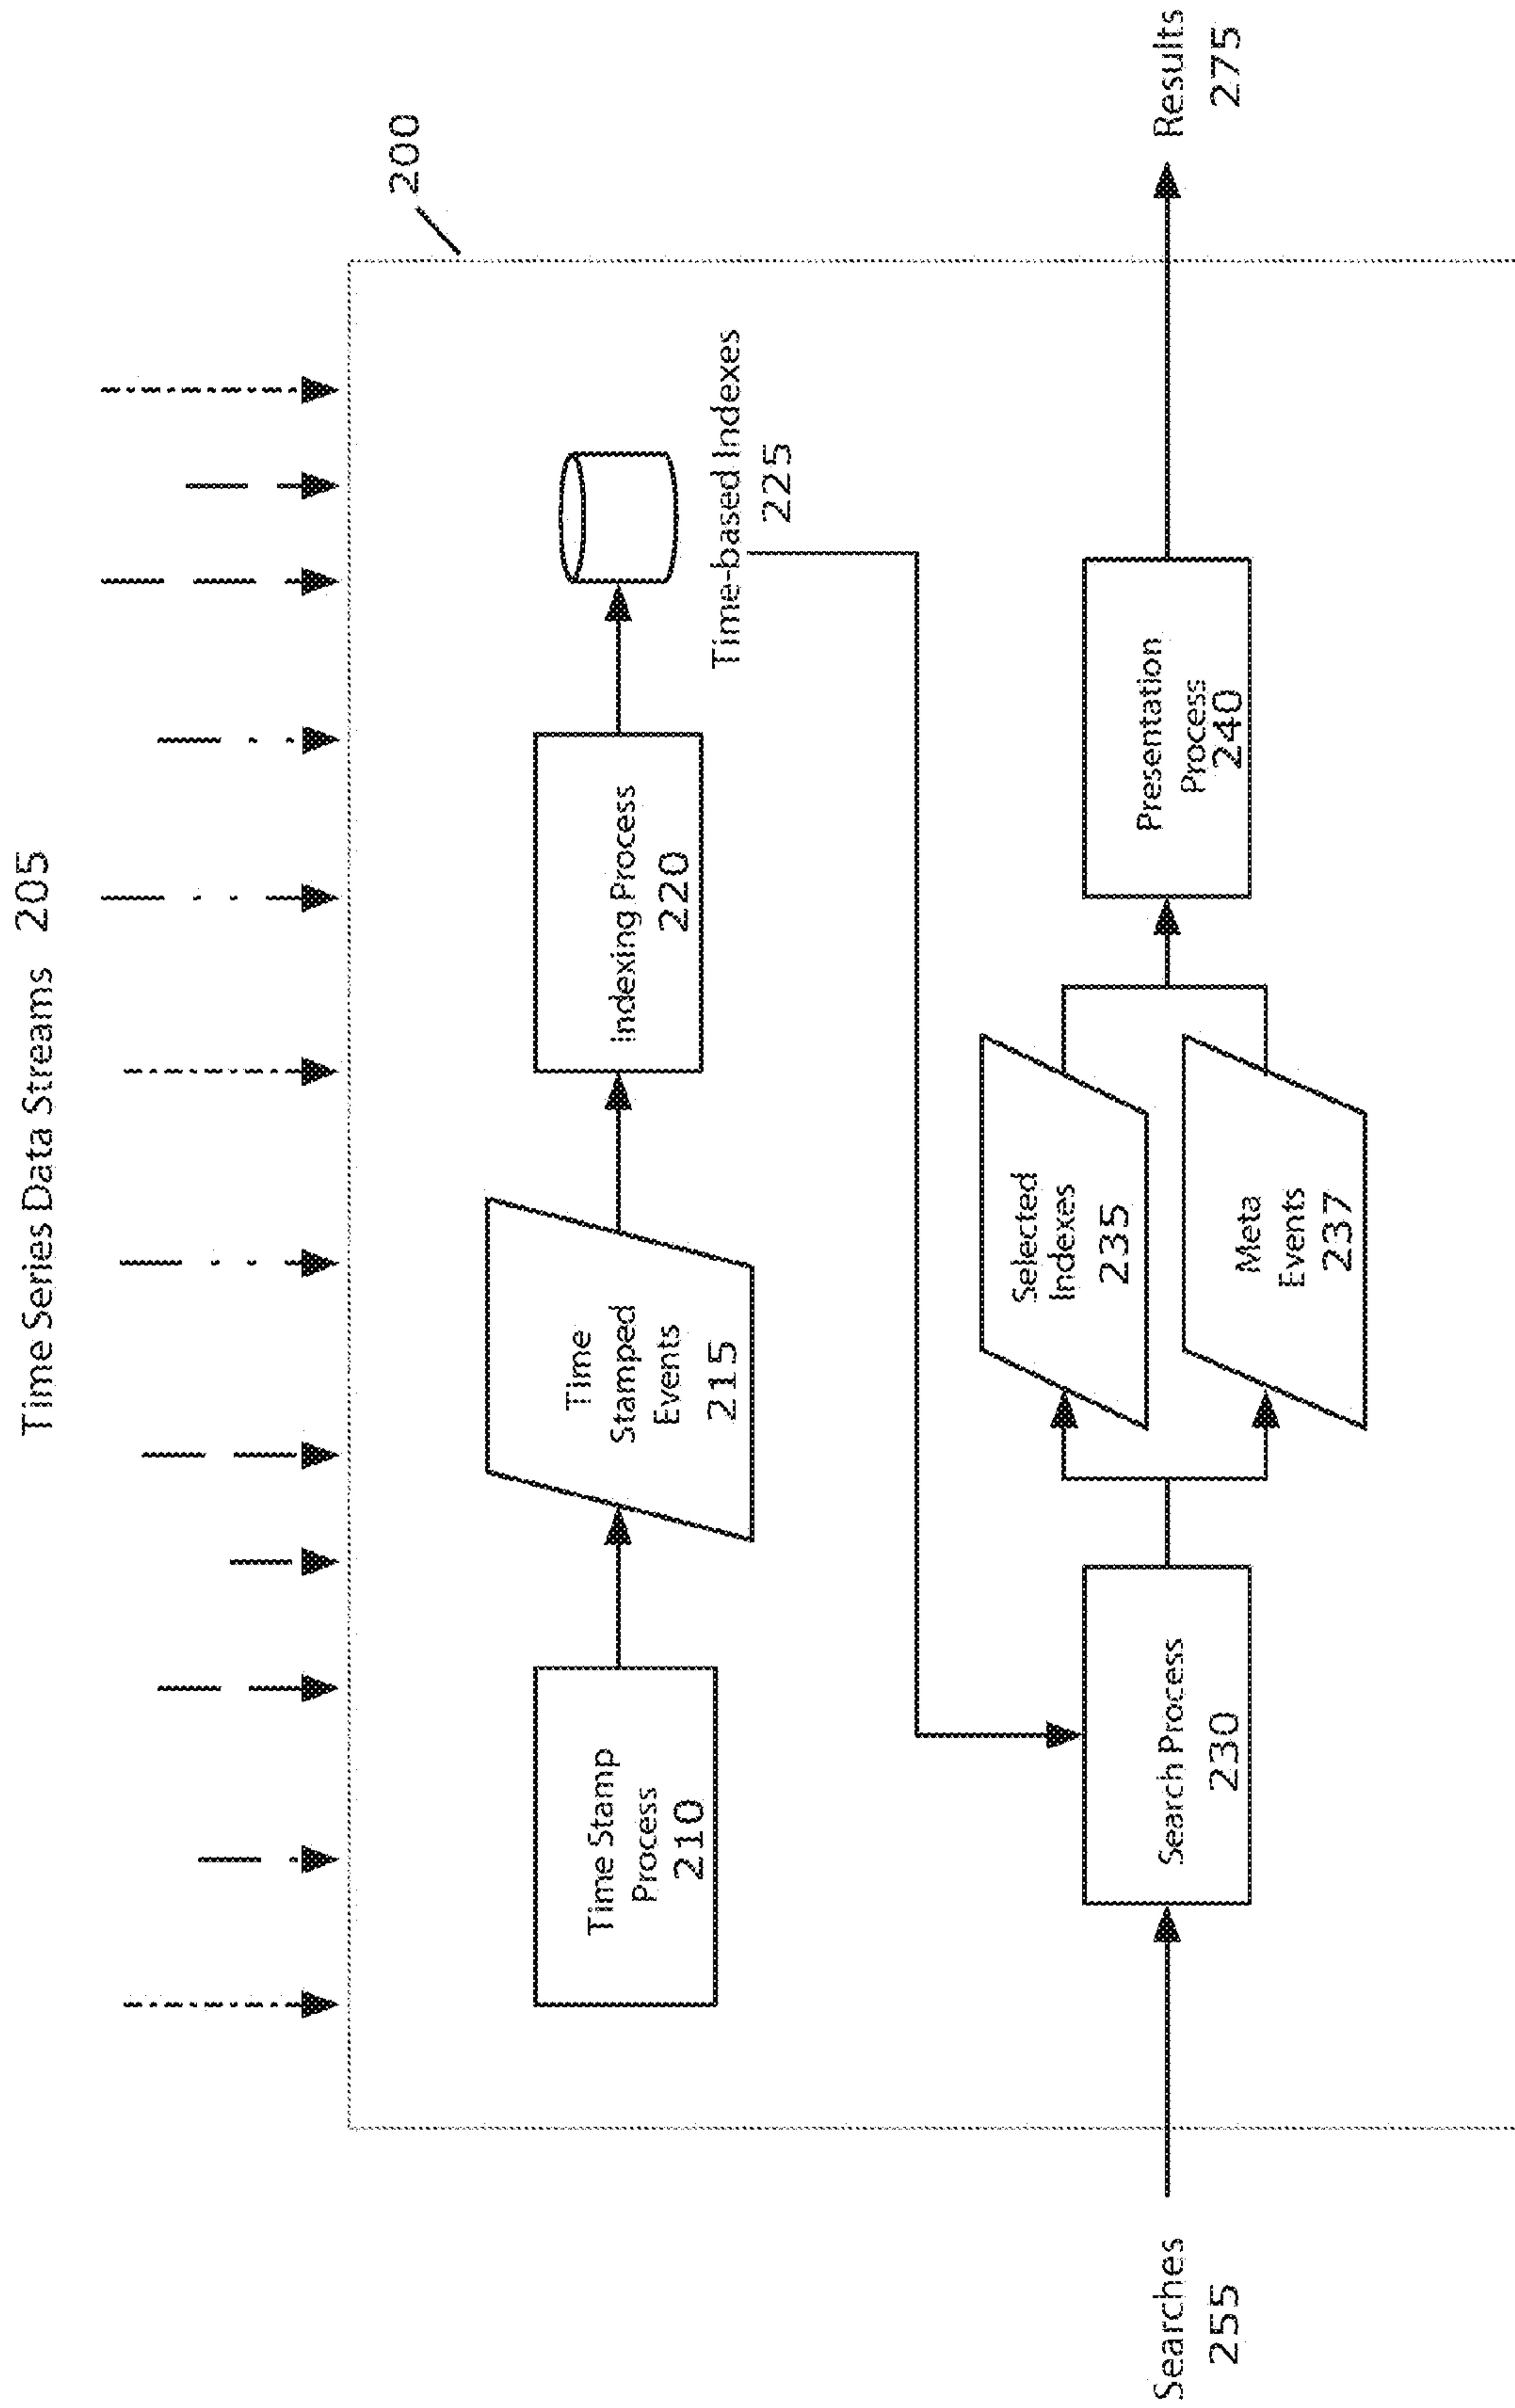 Time Series Data Streams 205
200
Time Stamp
Process
210
Time
Stamped
Events
215
Indexing Process
220
Time-based Indexes
225
Searches
255
Search Process
230
Selected
Indexes
235
Meta
Events
237
Presentation
Process
240
Results
275